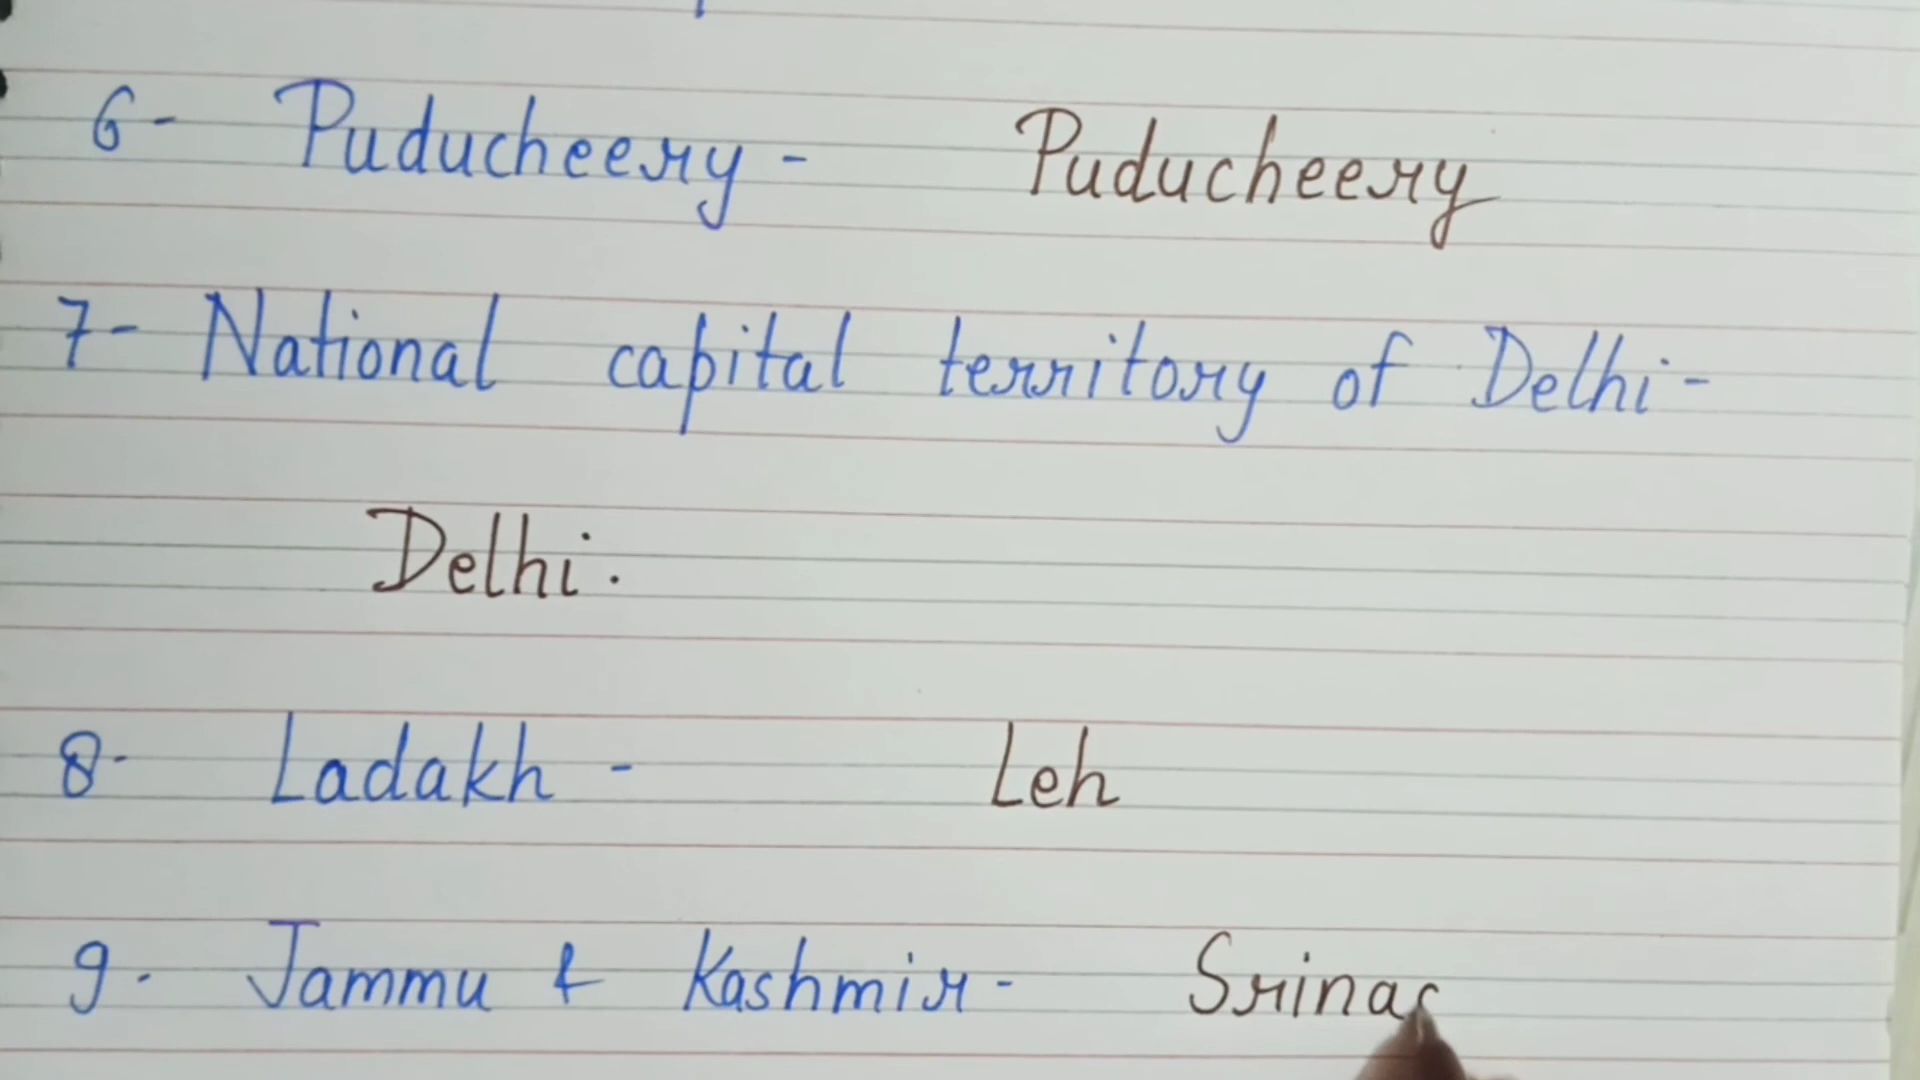 6- Puducheery - Puducheery
7- National capital territory of Delhi-
Delhi.
8- Ladakh - Leh
9. Jammu & Kashmir- Srina